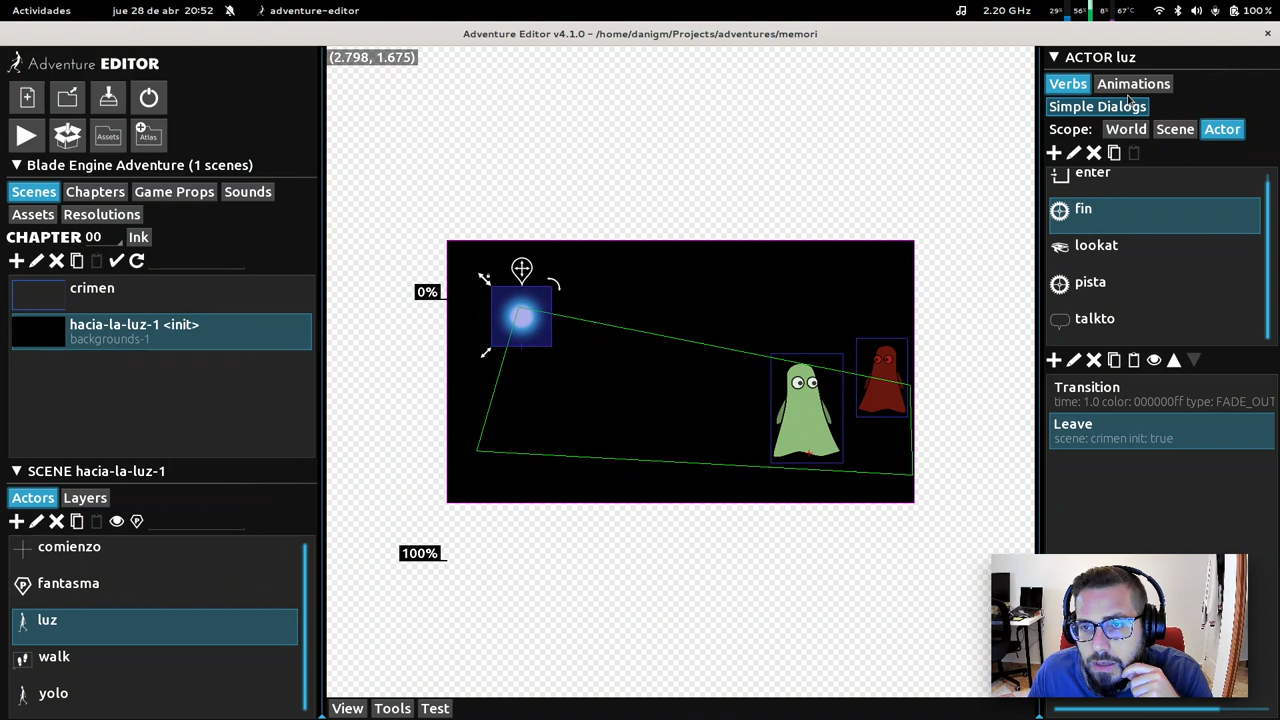 Actividades jue 28 de abr 20:52 adventure-editor 2.20 GHz 29% 56% 8% 67°C 100 %
Adventure Editor v4.1.0 - /home/danigm/Projects/adventures/memori ×
Adventure EDITOR
Assets Atlas
Blade Engine Adventure (1 scenes)
Scenes Chapters Game Props Sounds
Assets Resolutions
CHAPTER 00 Ink
crimen
hacia-la-luz-1 <init>
backgrounds-1
SCENE hacia-la-luz-1
Actors Layers
comienzo
fantasma
luz
walk
yolo
(2.798, 1.675)
0%
100%
View Tools Test
ACTOR luz
Verbs Animations
Simple Dialogs
Scope: World Scene Actor
enter
fin
lookat
pista
talkto
Transition
time: 1.0 color: 000000ff type: FADE_OUT
Leave
scene: crimen init: true